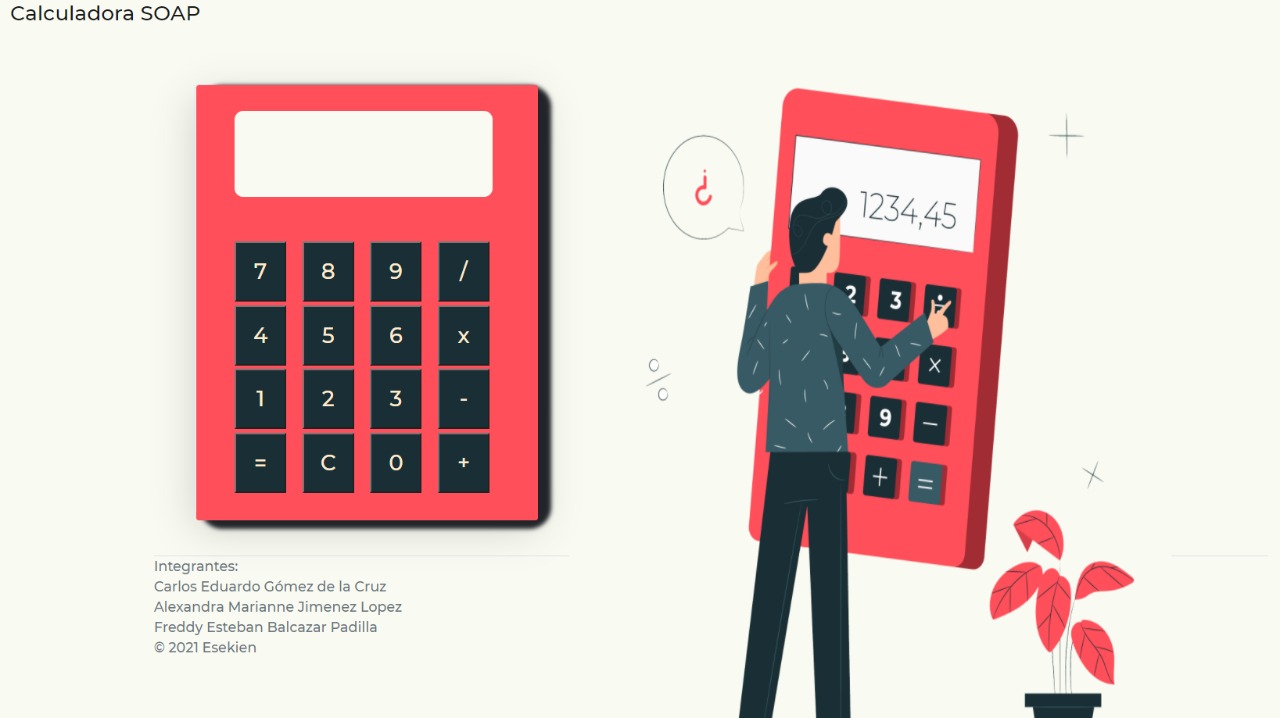 Calculadora SOAP
7 8 9 /
4 5 6 x
1 2 3 -
= C 0 +
Integrantes:
Carlos Eduardo Gómez de la Cruz
Alexandra Marianne Jimenez Lopez
Freddy Esteban Balcazar Padilla
© 2021 Esekien
¿
1234,45
2 3 ÷
×
9 −
+ =
%